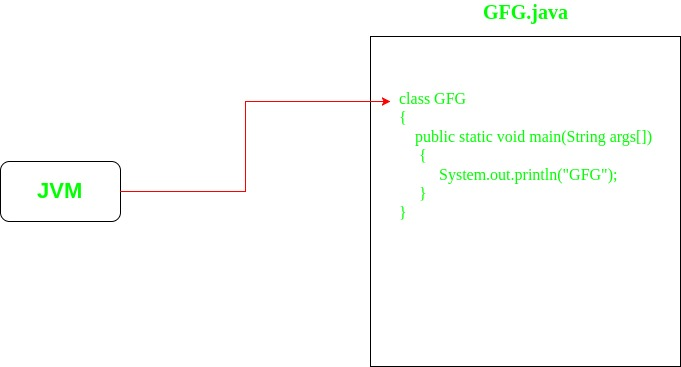 GFG.java
class GFG
{
public static void main(String args[])
{
System.out.println("GFG");
}
}
JVM